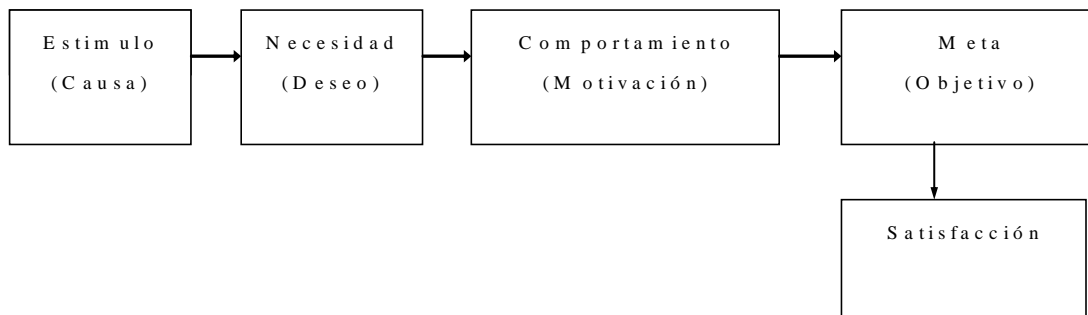 Estimulo
(Causa)
Necesidad
(Deseo)
Comportamiento
(Motivación)
Meta
(Objetivo)
Satisfacción